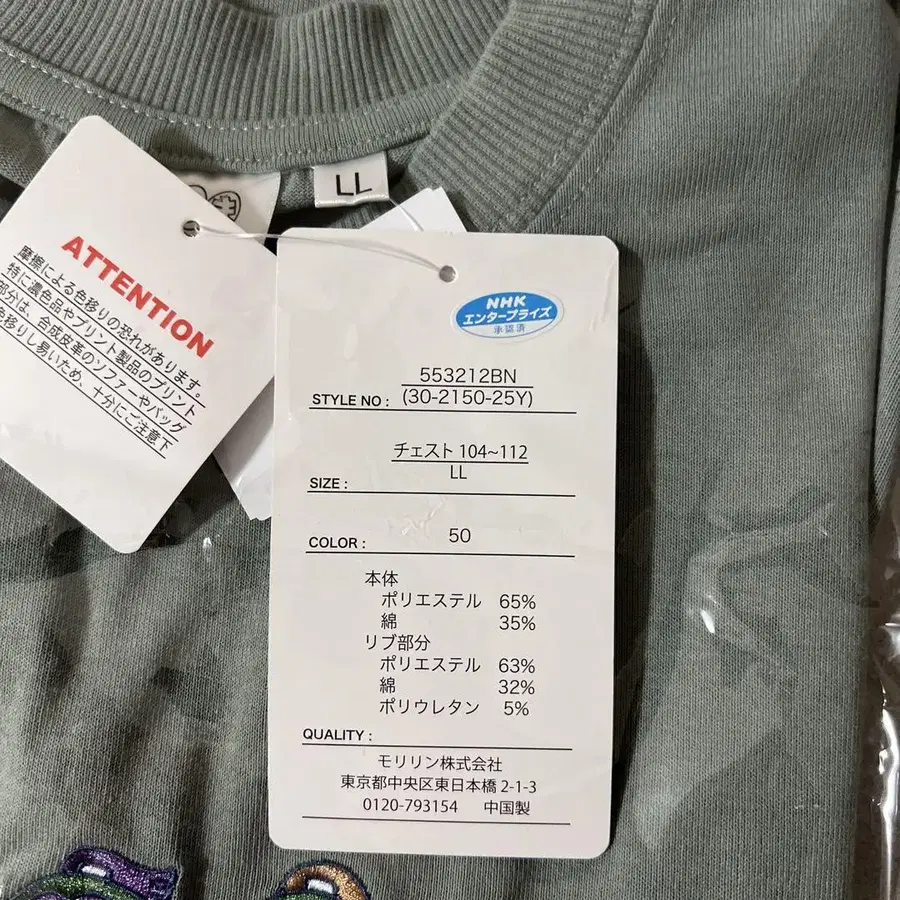 LL
ATTENTION
摩擦による色移りの恐れがあります
特に濃色品やプリント製品のプリント
部分は、合成皮革のソファーやバッグ
色移りし易いため、十分にご注意下
NHK
エンタープライズ
承認済
553212BN
STYLE NO : (30-2150-25Y)
チェスト 104~112
LL
SIZE :
COLOR : 50
本体
ポリエステル 65%
綿 35%
リブ部分
ポリエステル 63%
綿 32%
ポリウレタン 5%
QUALITY :
モリリン株式会社
東京都中央区東日本橋 2-1-3
0120-793154 中国製